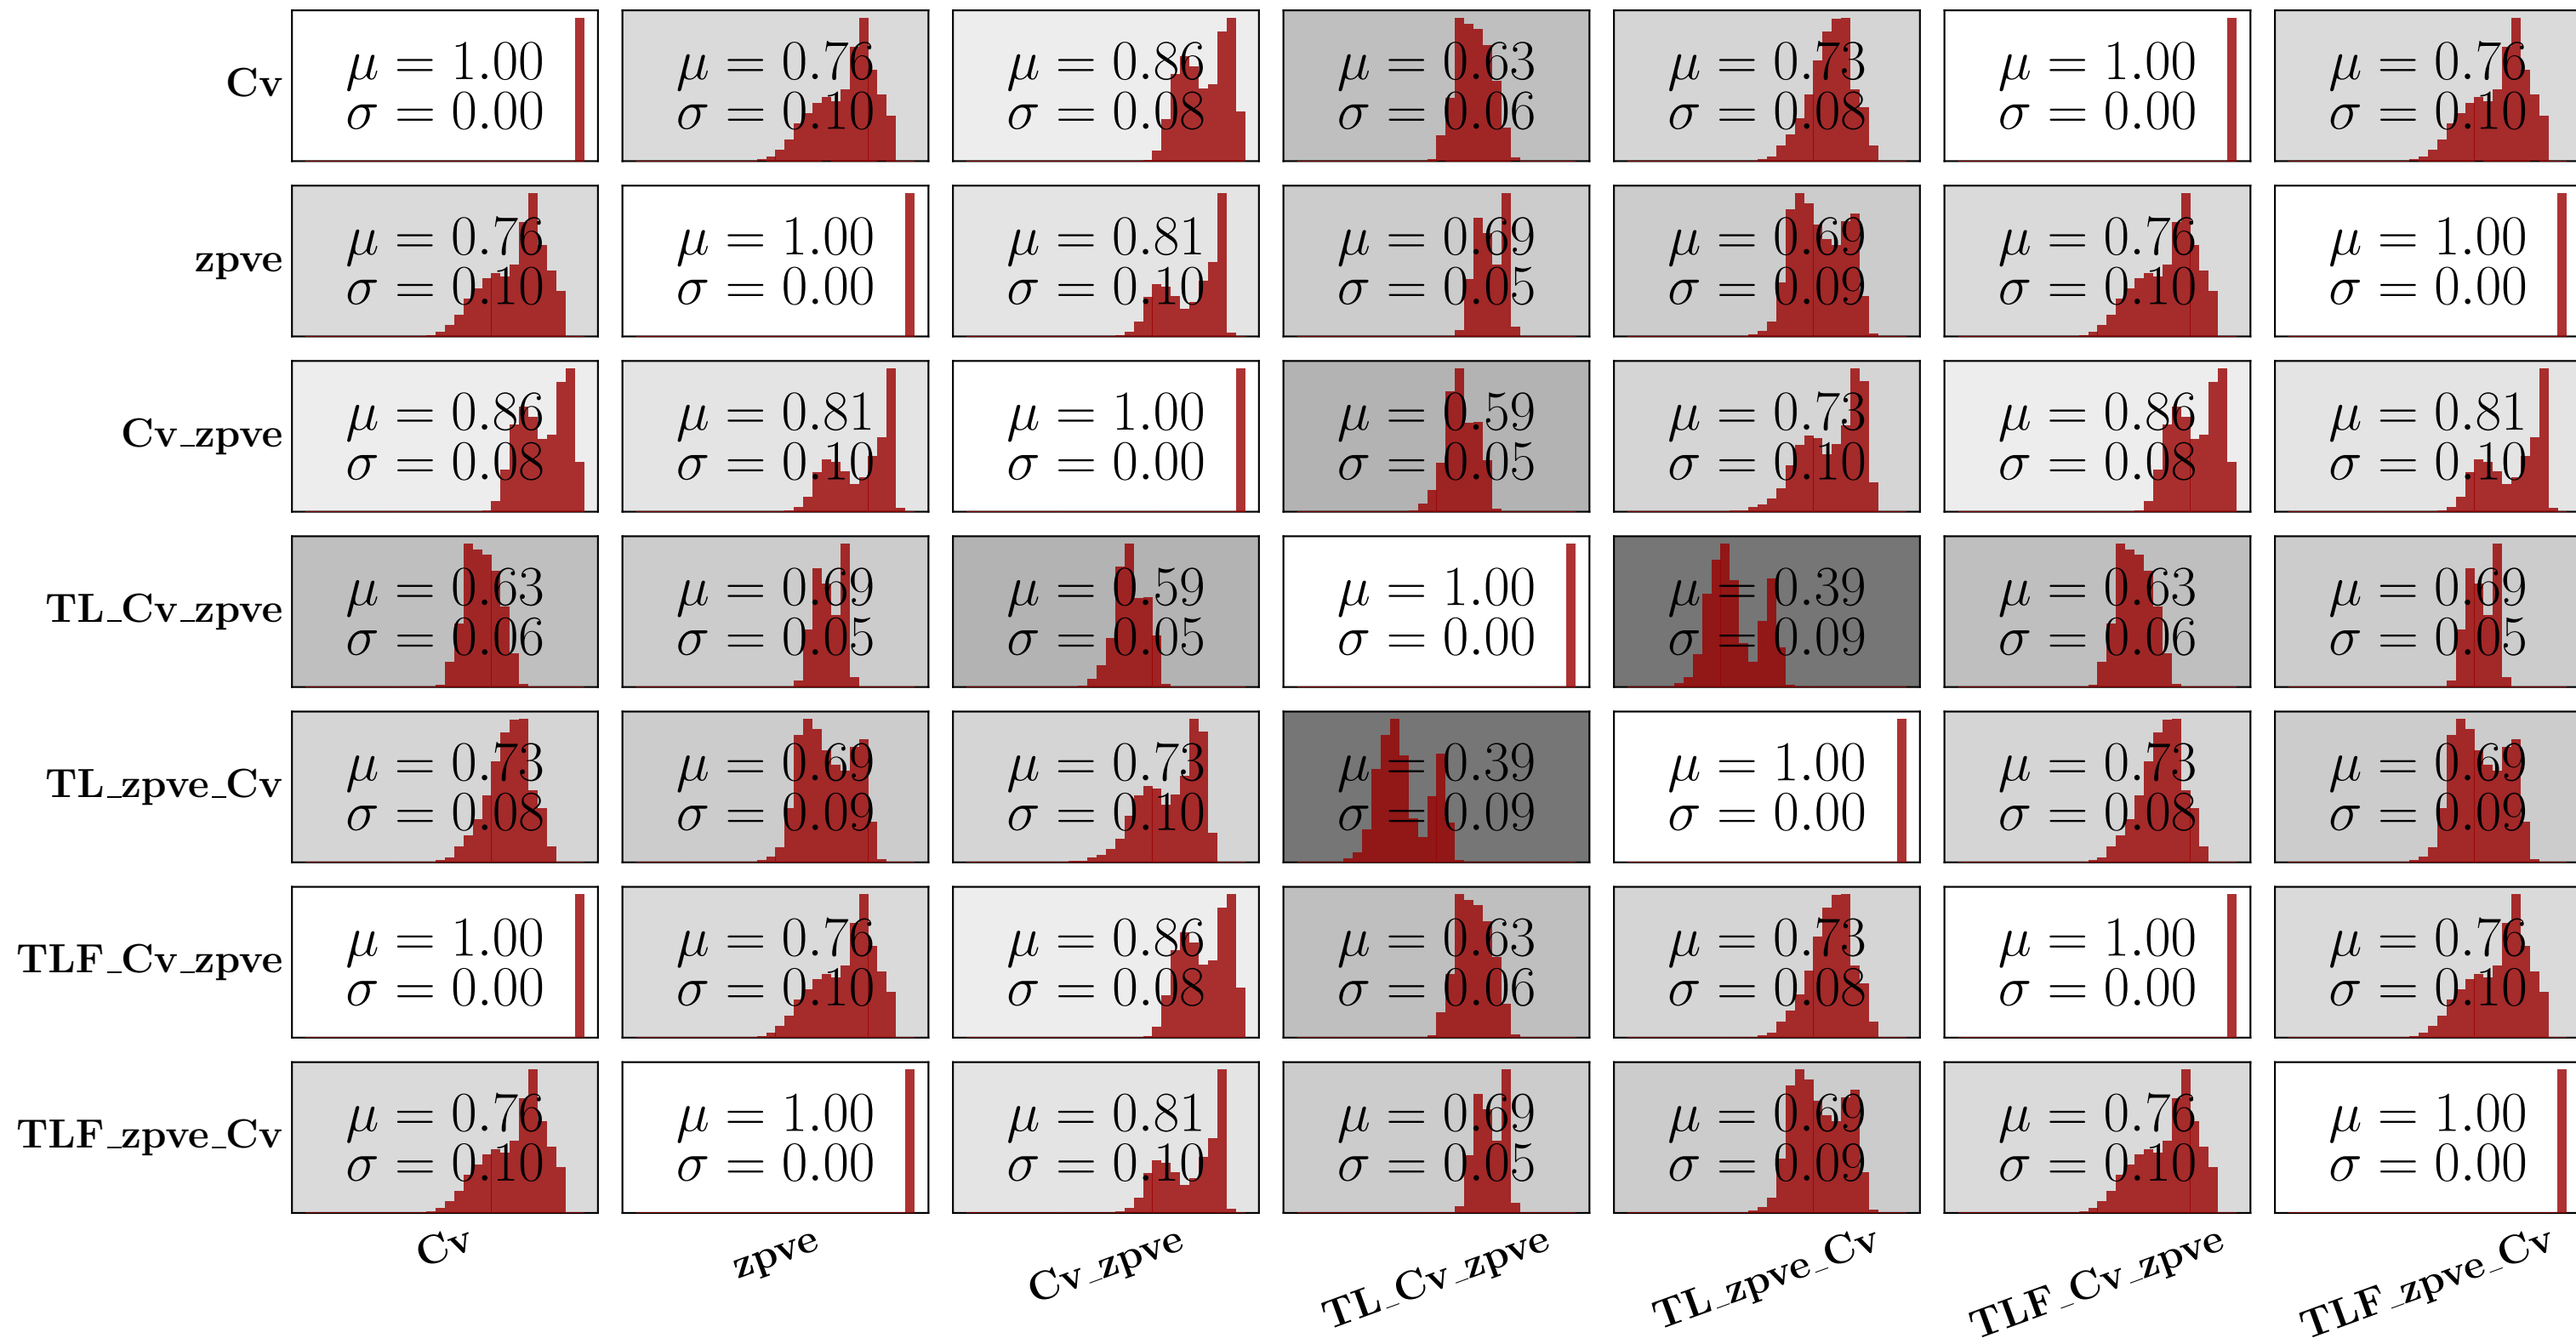 Cv
μ = 1.00 μ = 0.76 μ = 0.86 μ = 0.63 μ = 0.73 μ = 1.00 μ = 0.76
σ = 0.00 σ = 0.10 σ = 0.08 σ = 0.06 σ = 0.08 σ = 0.00 σ = 0.10
zpve
μ = 0.76 μ = 1.00 μ = 0.81 μ = 0.69 μ = 0.69 μ = 0.76 μ = 1.00
σ = 0.10 σ = 0.00 σ = 0.10 σ = 0.05 σ = 0.09 σ = 0.10 σ = 0.00
Cv_zpve
μ = 0.86 μ = 0.81 μ = 1.00 μ = 0.59 μ = 0.73 μ = 0.86 μ = 0.81
σ = 0.08 σ = 0.10 σ = 0.00 σ = 0.05 σ = 0.10 σ = 0.08 σ = 0.10
TL_Cv_zpve
μ = 0.63 μ = 0.69 μ = 0.59 μ = 1.00 μ = 0.39 μ = 0.63 μ = 0.69
σ = 0.06 σ = 0.05 σ = 0.05 σ = 0.00 σ = 0.09 σ = 0.06 σ = 0.05
TL_zpve_Cv
μ = 0.73 μ = 0.69 μ = 0.73 μ = 0.39 μ = 1.00 μ = 0.73 μ = 0.69
σ = 0.08 σ = 0.09 σ = 0.10 σ = 0.09 σ = 0.00 σ = 0.08 σ = 0.09
TLF_Cv_zpve
μ = 1.00 μ = 0.76 μ = 0.86 μ = 0.63 μ = 0.73 μ = 1.00 μ = 0.76
σ = 0.00 σ = 0.10 σ = 0.08 σ = 0.06 σ = 0.08 σ = 0.00 σ = 0.10
TLF_zpve_Cv
μ = 0.76 μ = 1.00 μ = 0.81 μ = 0.69 μ = 0.69 μ = 0.76 μ = 1.00
σ = 0.10 σ = 0.00 σ = 0.10 σ = 0.05 σ = 0.09 σ = 0.10 σ = 0.00
Cv zpve Cv_zpve TL_Cv_zpve TL_zpve_Cv TLF_Cv_zpve TLF_zpve_Cv